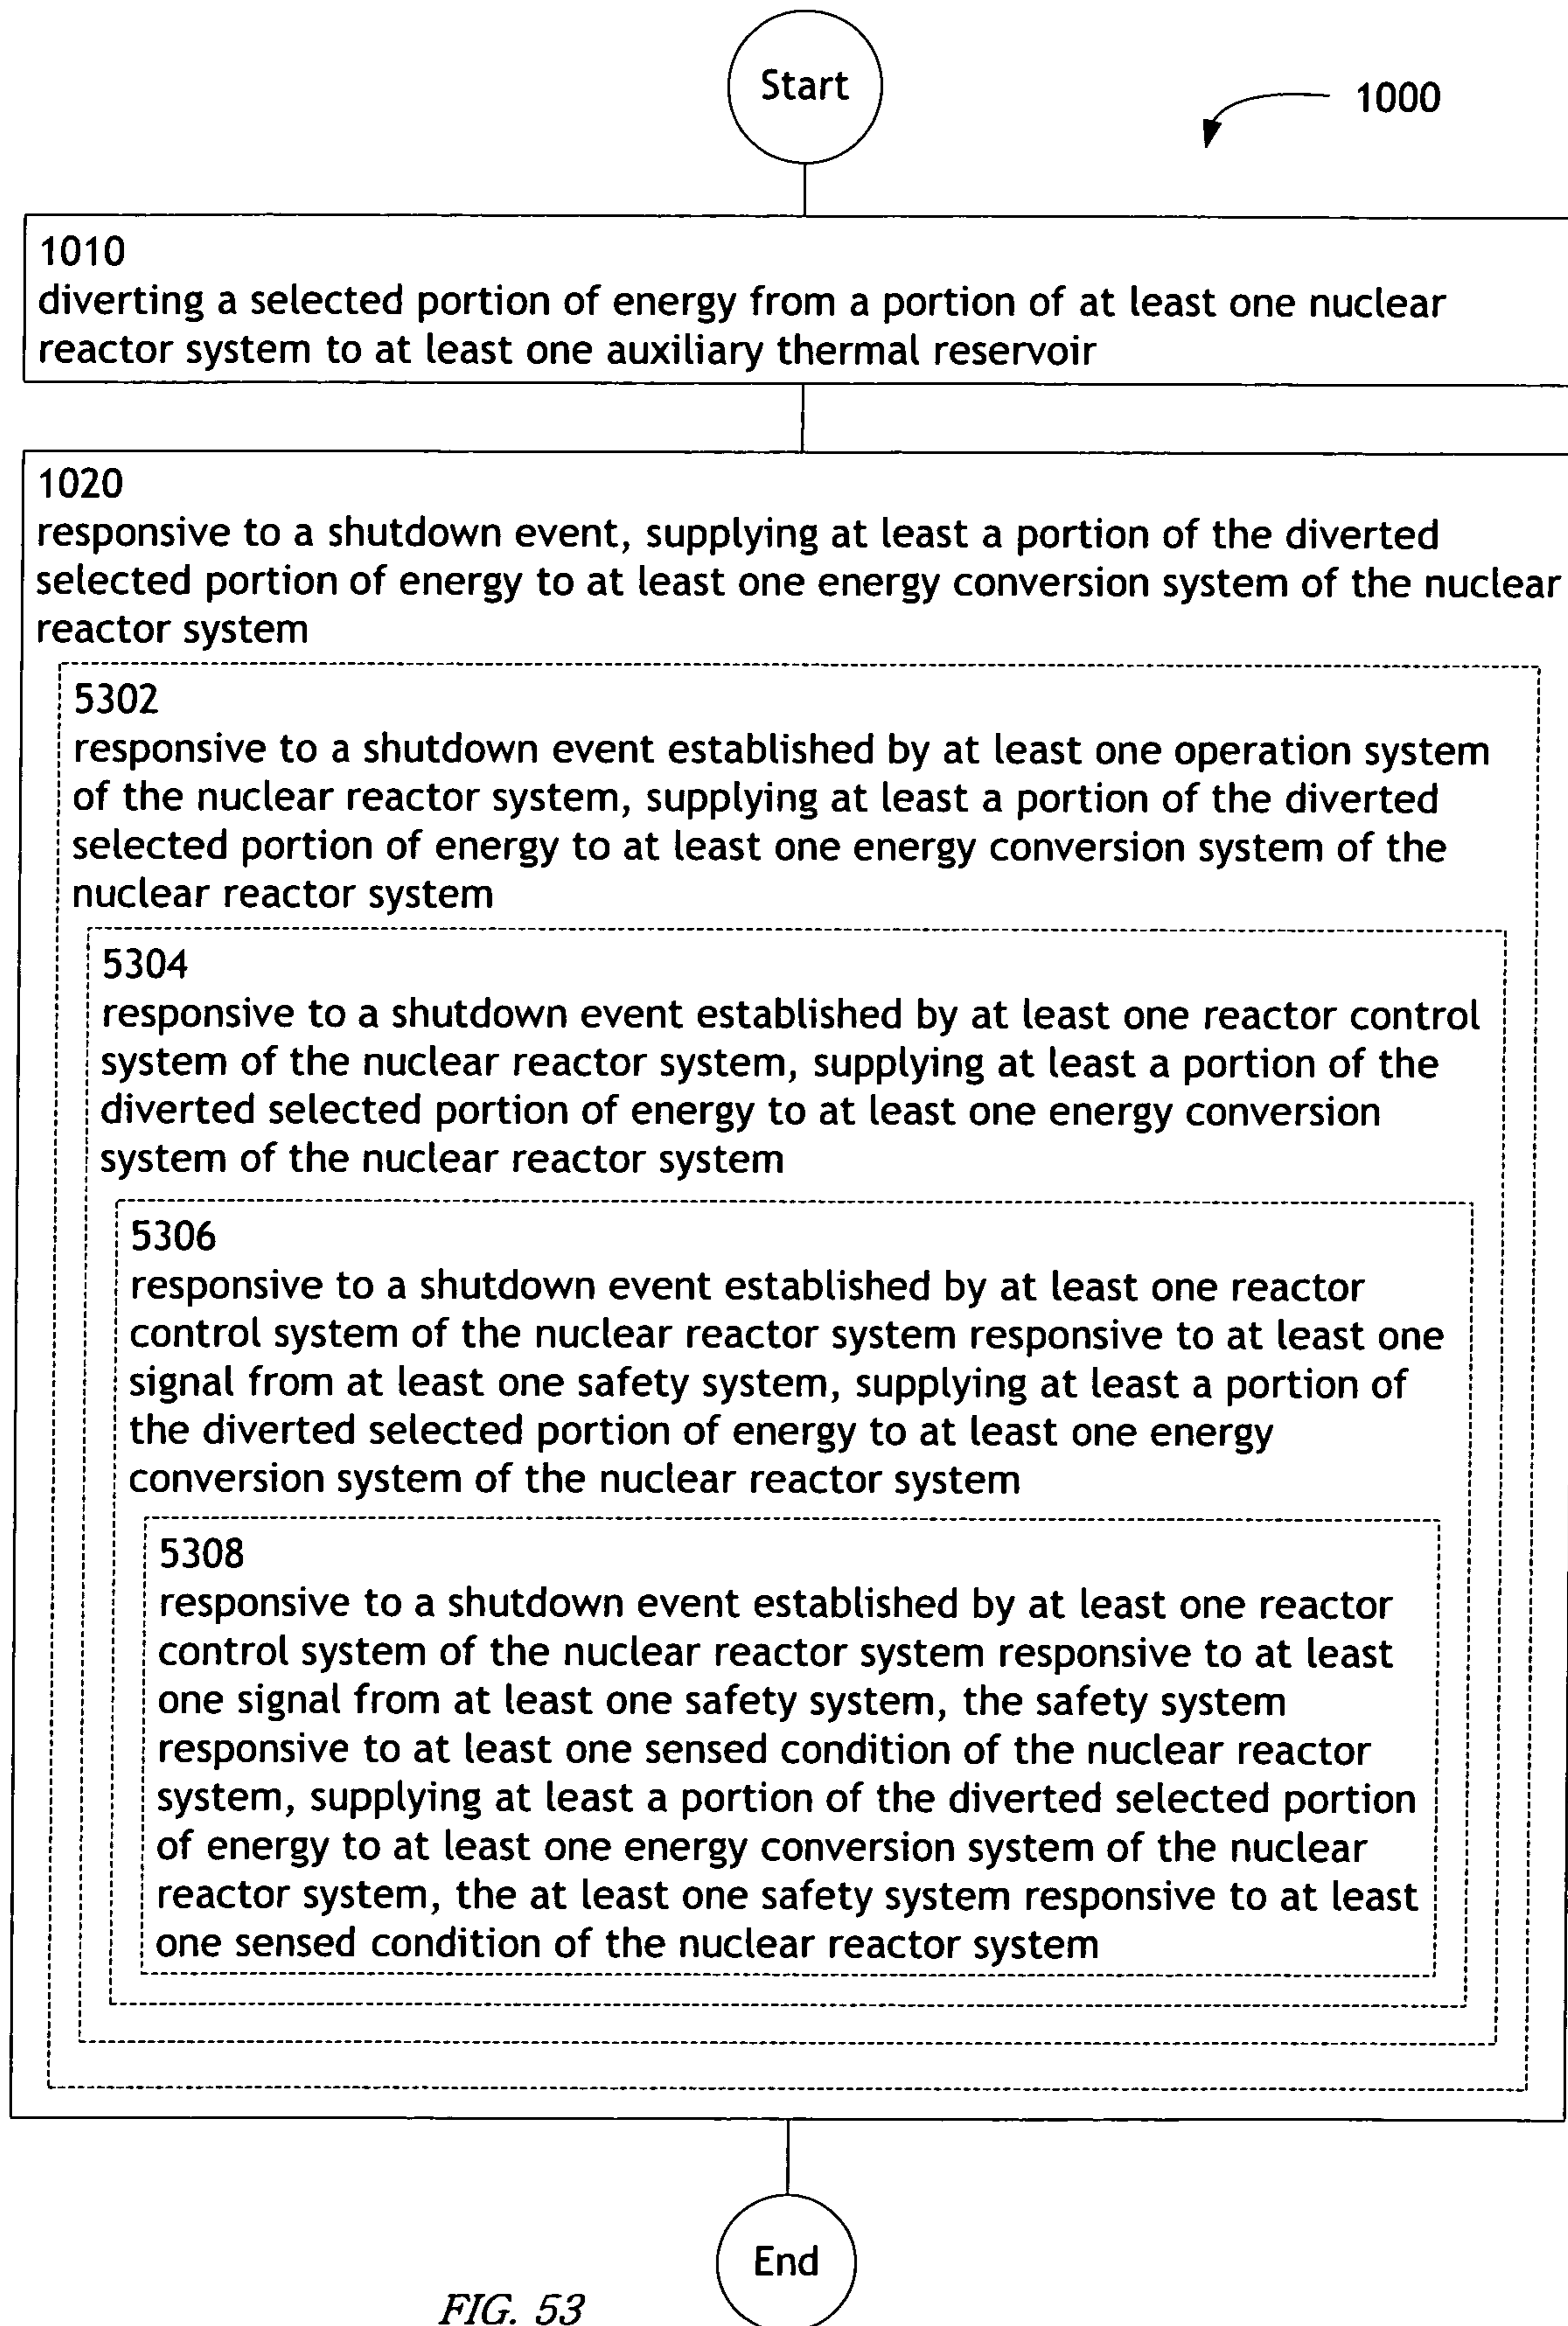 Start
1000
1010
diverting a selected portion of energy from a portion of at least one nuclear
reactor system to at least one auxiliary thermal reservoir
1020
responsive to a shutdown event, supplying at least a portion of the diverted
selected portion of energy to at least one energy conversion system of the nuclear
reactor system
5302
responsive to a shutdown event established by at least one operation system
of the nuclear reactor system, supplying at least a portion of the diverted
selected portion of energy to at least one energy conversion system of the
nuclear reactor system
5304
responsive to a shutdown event established by at least one reactor control
system of the nuclear reactor system, supplying at least a portion of the
diverted selected portion of energy to at least one energy conversion
system of the nuclear reactor system
5306
responsive to a shutdown event established by at least one reactor
control system of the nuclear reactor system responsive to at least one
signal from at least one safety system, supplying at least a portion of
the diverted selected portion of energy to at least one energy
conversion system of the nuclear reactor system
5308
responsive to a shutdown event established by at least one reactor
control system of the nuclear reactor system responsive to at least
one signal from at least one safety system, the safety system
responsive to at least one sensed condition of the nuclear reactor
system, supplying at least a portion of the diverted selected portion
of energy to at least one energy conversion system of the nuclear
reactor system, the at least one safety system responsive to at least
one sensed condition of the nuclear reactor system
End
FIG. 53